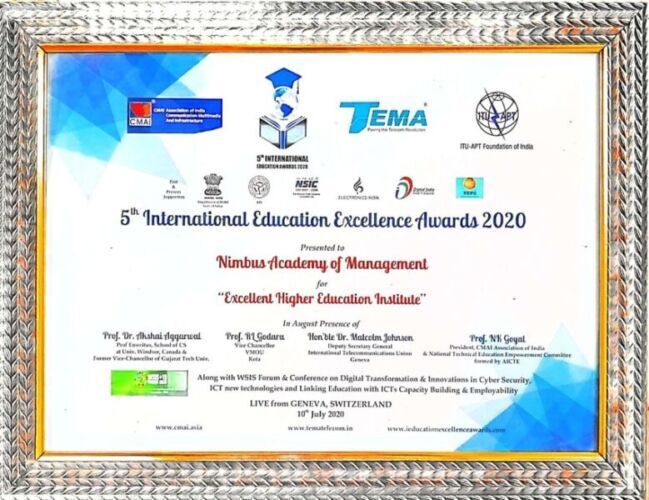 CMAI
CMAI Association of India
Communication Multimedia
And Infrastructure
5th INTERNATIONAL
EDUCATION AWARDS 2020
TEMA
Paving the Telecom Revolution
ITU-APT
ITU-APT Foundation of India
Past
&
Present
Supporters
NSIC
ELECTRONICS INDIA
Digital India
5th International Education Excellence Awards 2020
Presented to
Nimbus Academy of Management
for
"Excellent Higher Education Institute"
In August Presence of
Prof. Dr. Akshai Aggarwal
Prof Emeritus, School of CS
at Univ. Windsor, Canada &
Former Vice-Chancellor of Gujarat Tech Univ.
Prof. R L Godara
Vice Chancellor
VMOU
Kota
Hon'ble Dr. Malcolm Johnson
Deputy Secretary General
International Telecommunications Union
Geneva
Prof. NK Goyal
President, CMAI Association of India
& National Technical Education Empowerment Committee
formed by AICTE
Along with WSIS Forum & Conference on Digital Transformation & Innovations in Cyber Security,
ICT new technologies and Linking Education with ICTs Capacity Building & Employability
LIVE from GENEVA, SWITZERLAND
10th July 2020
www.cmai.asia
www.tematelecom.in
www.ieducationexcellenceawards.com